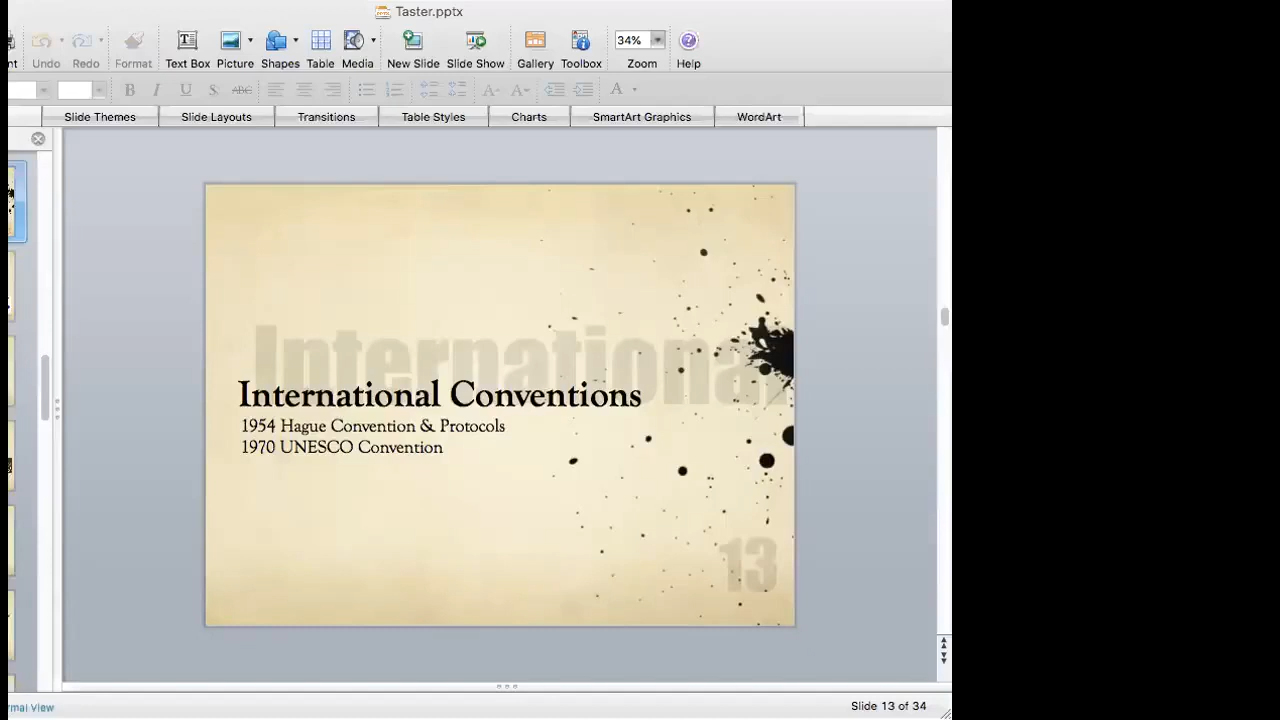 Taster.pptx
Undo Redo Format Text Box Picture Shapes Table Media New Slide Slide Show Gallery Toolbox Zoom Help
34%
B I U S ABC A A A
Slide Themes Slide Layouts Transitions Table Styles Charts SmartArt Graphics WordArt
International
International Conventions
1954 Hague Convention & Protocols
1970 UNESCO Convention
13
View
Slide 13 of 34